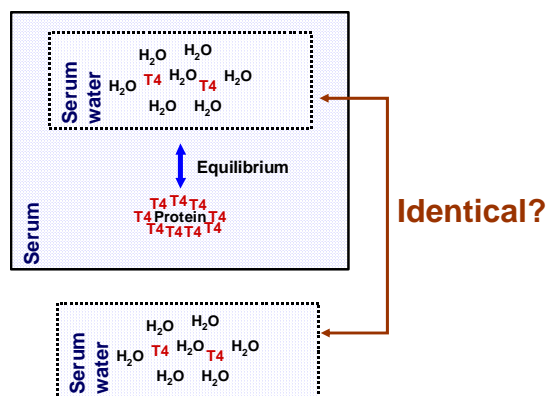 H₂O H₂O
H₂O T4 H₂O T4 H₂O
H₂O H₂O
Serum
water
Equilibrium
T4 T4 T4
T4 Protein T4
T4 T4 T4 T4
Serum
Identical?
H₂O H₂O
H₂O T4 H₂O T4 H₂O
H₂O H₂O
Serum
water